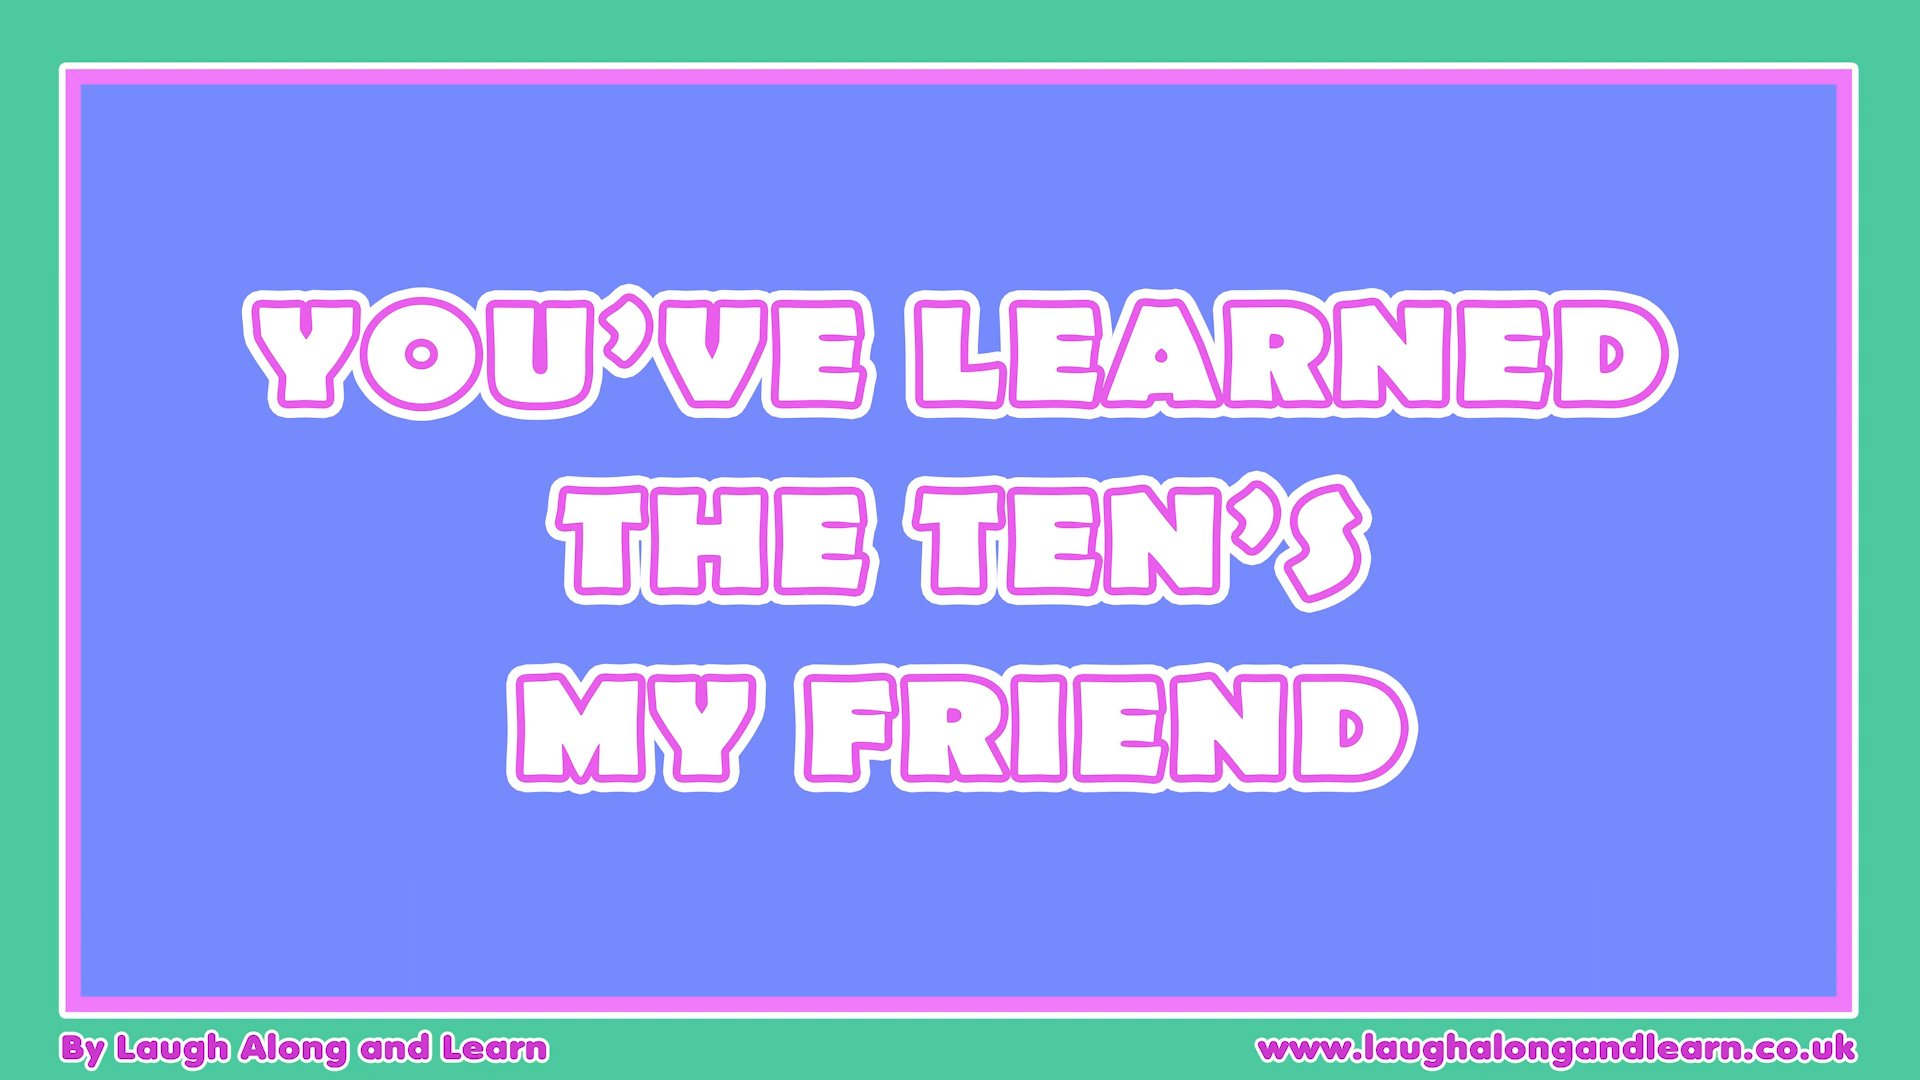 YOU’VE LEARNED
THE TEN’S
MY FRIEND
By Laugh Along and Learn
www.laughalongandlearn.co.uk